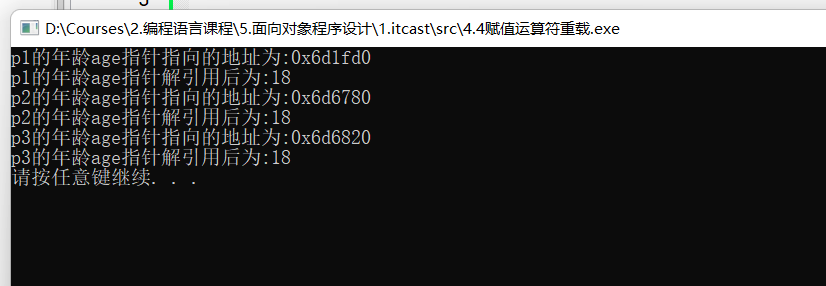 D:\Courses\2.编程语言课程\5.面向对象程序设计\1.itcast\src\4.4赋值运算符重载.exe
p1的年龄age指针指向的地址为:0x6d1fd0
p1的年龄age指针解引用后为:18
p2的年龄age指针指向的地址为:0x6d6780
p2的年龄age指针解引用后为:18
p3的年龄age指针指向的地址为:0x6d6820
p3的年龄age指针解引用后为:18
请按任意键继续. . .